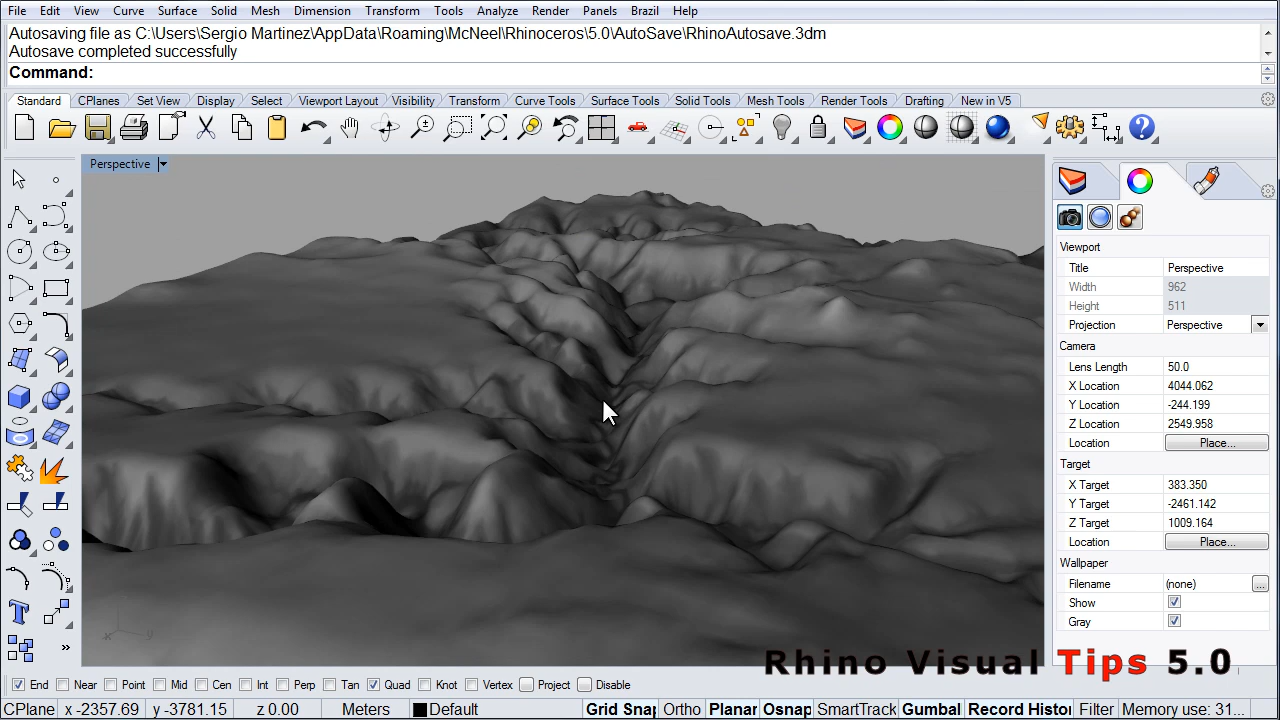 File Edit View Curve Surface Solid Mesh Dimension Transform Tools Analyze Render Panels Brazil Help
Autosaving file as C:\Users\Sergio Martinez\AppData\Roaming\McNeel\Rhinoceros\5.0\AutoSave\RhinoAutosave.3dm
Autosave completed successfully
Command:
Standard CPlanes Set View Display Select Viewport Layout Visibility Transform Curve Tools Surface Tools Solid Tools Mesh Tools Render Tools Drafting New in V5
Perspective
Viewport
Title Perspective
Width 962
Height 511
Projection Perspective
Camera
Lens Length 50.0
X Location 4044.062
Y Location -244.199
Z Location 2549.958
Location Place...
Target
X Target 383.350
Y Target -2461.142
Z Target 1009.164
Location Place...
Wallpaper
Filename (none) ...
Show
Gray
Rhino Visual Tips 5.0
End Near Point Mid Cen Int Perp Tan Quad Knot Vertex Project Disable
CPlane x -2357.69 y -3781.15 z 0.00 Meters Default Grid Snap Ortho Planar Osnap SmartTrack Gumbal Record Histo Filter Memory use: 31...